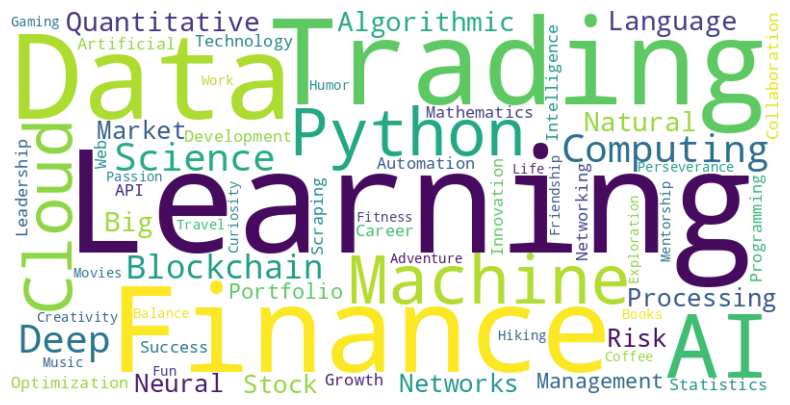 Gaming
Quantitative
Data
Trading
Algorithmic
Language
Collaboration
Artificial
Technology
Work
Humor
Intelligence
Mathematics
Natural
Market
Development
Python
Computing
Cloud
Leadership
Web
Science
Passion
API
Automation
Life
Perseverance
Learning
Big
Travel
Curiosity
Scraping
Fitness
Career
Innovation
Friendship
Networking
Exploration
Mentorship
Programming
Movies
Blockchain
Adventure
Machine
Portfolio
Processing
Creativity
Balance
Finance
Books
Deep
Success
Hiking
Risk
AI
Music
Fun
Coffee
Optimization
Neural
Stock
Growth
Networks
Management
Statistics